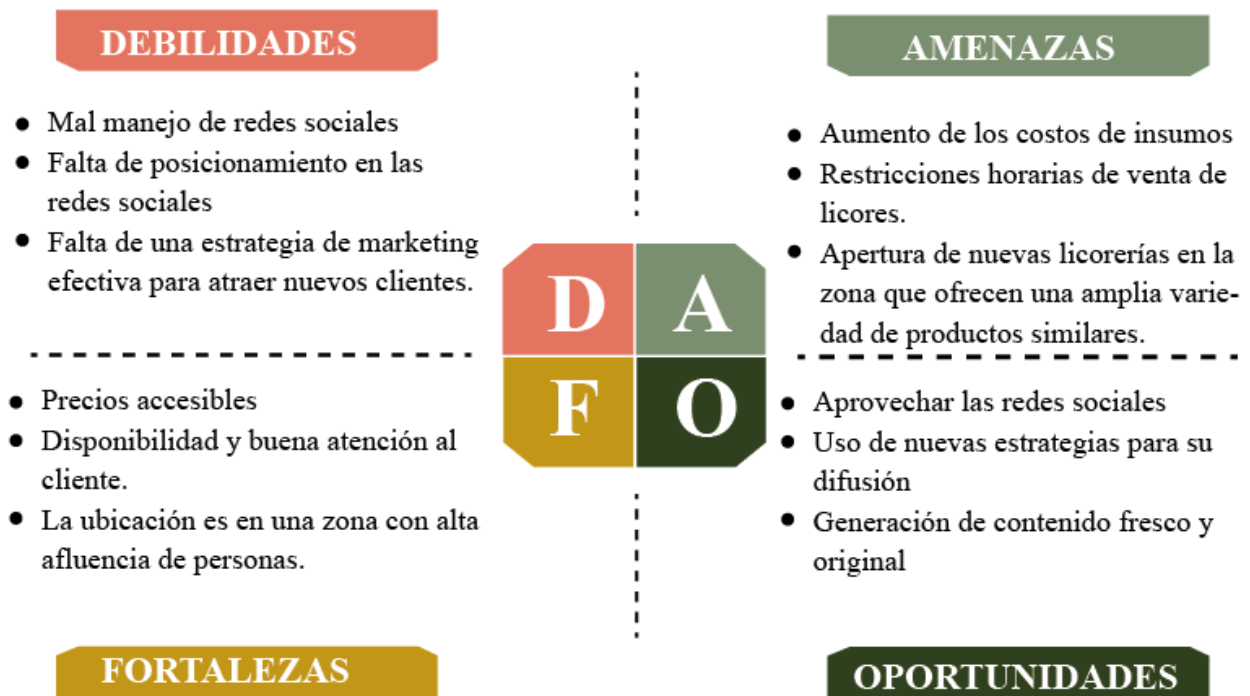 DEBILIDADES
● Mal manejo de redes sociales
● Falta de posicionamiento en las
redes sociales
● Falta de una estrategia de marketing
efectiva para atraer nuevos clientes.
AMENAZAS
● Aumento de los costos de insumos
● Restricciones horarias de venta de
licores.
● Apertura de nuevas licorerías en la
zona que ofrecen una amplia varie-
dad de productos similares.
D A
F O
● Precios accesibles
● Disponibilidad y buena atención al
cliente.
● La ubicación es en una zona con alta
afluencia de personas.
FORTALEZAS
● Aprovechar las redes sociales
● Uso de nuevas estrategias para su
difusión
● Generación de contenido fresco y
original
OPORTUNIDADES